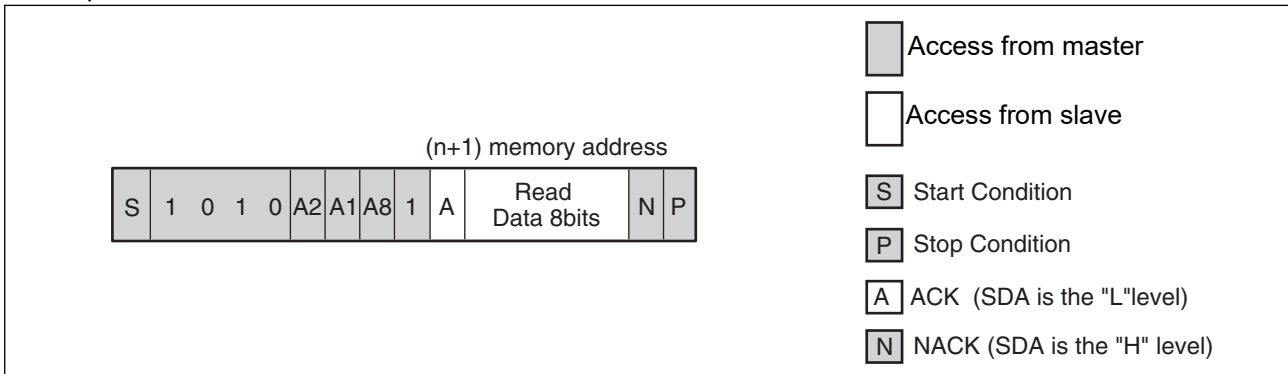 (n+1) memory address
S 1 0 1 0 A2 A1 A8 1 A Read Data 8bits N P
Access from master
Access from slave
S Start Condition
P Stop Condition
A ACK (SDA is the "L"level)
N NACK (SDA is the "H" level)